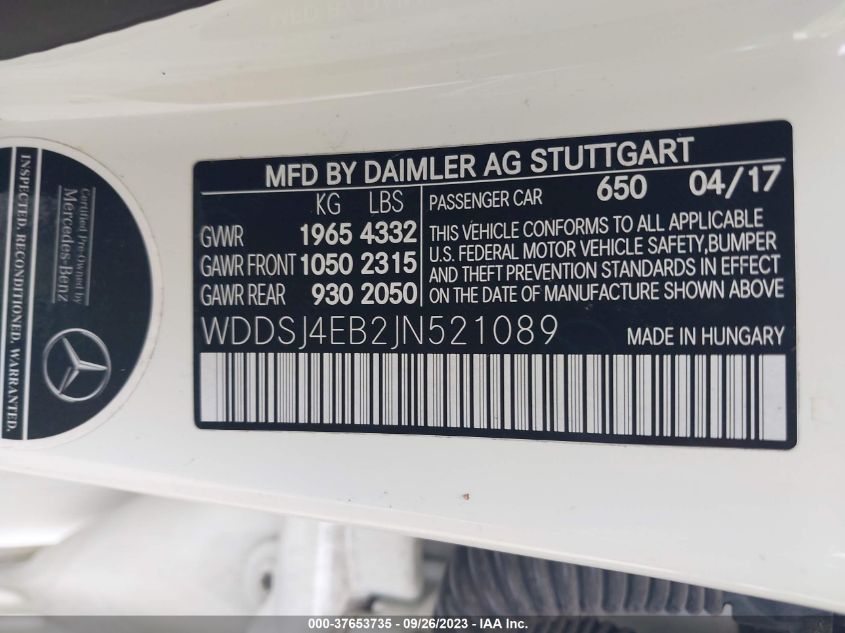 MFD BY DAIMLER AG STUTTGART
KG LBS
GVWR 1965 4332
GAWR FRONT 1050 2315
GAWR REAR 930 2050
PASSENGER CAR 650 04/17
THIS VEHICLE CONFORMS TO ALL APPLICABLE
U.S. FEDERAL MOTOR VEHICLE SAFETY, BUMPER
AND THEFT PREVENTION STANDARDS IN EFFECT
ON THE DATE OF MANUFACTURE SHOWN ABOVE
WDDSJ4EB2JN521089 MADE IN HUNGARY
Certified Pre-Owned by
Mercedes-Benz
INSPECTED. RECONDITIONED. WARRANTED.
000-37653735 - 09/26/2023 - IAA Inc.